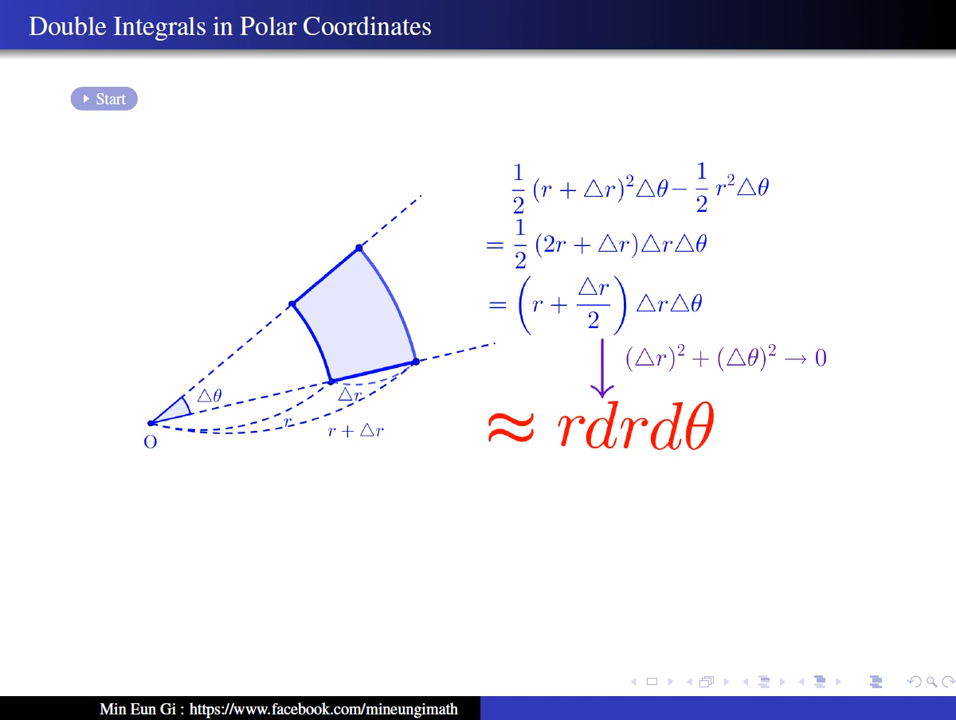 Double Integrals in Polar Coordinates
Start
1/2 (r + △r)²△θ − 1/2 r²△θ
= 1/2 (2r + △r)△r△θ
= (r + △r/2) △r△θ
(△r)² + (△θ)² → 0
≈ rdrdθ
△θ
△r
r
r + △r
O
Min Eun Gi : https://www.facebook.com/mineungimath